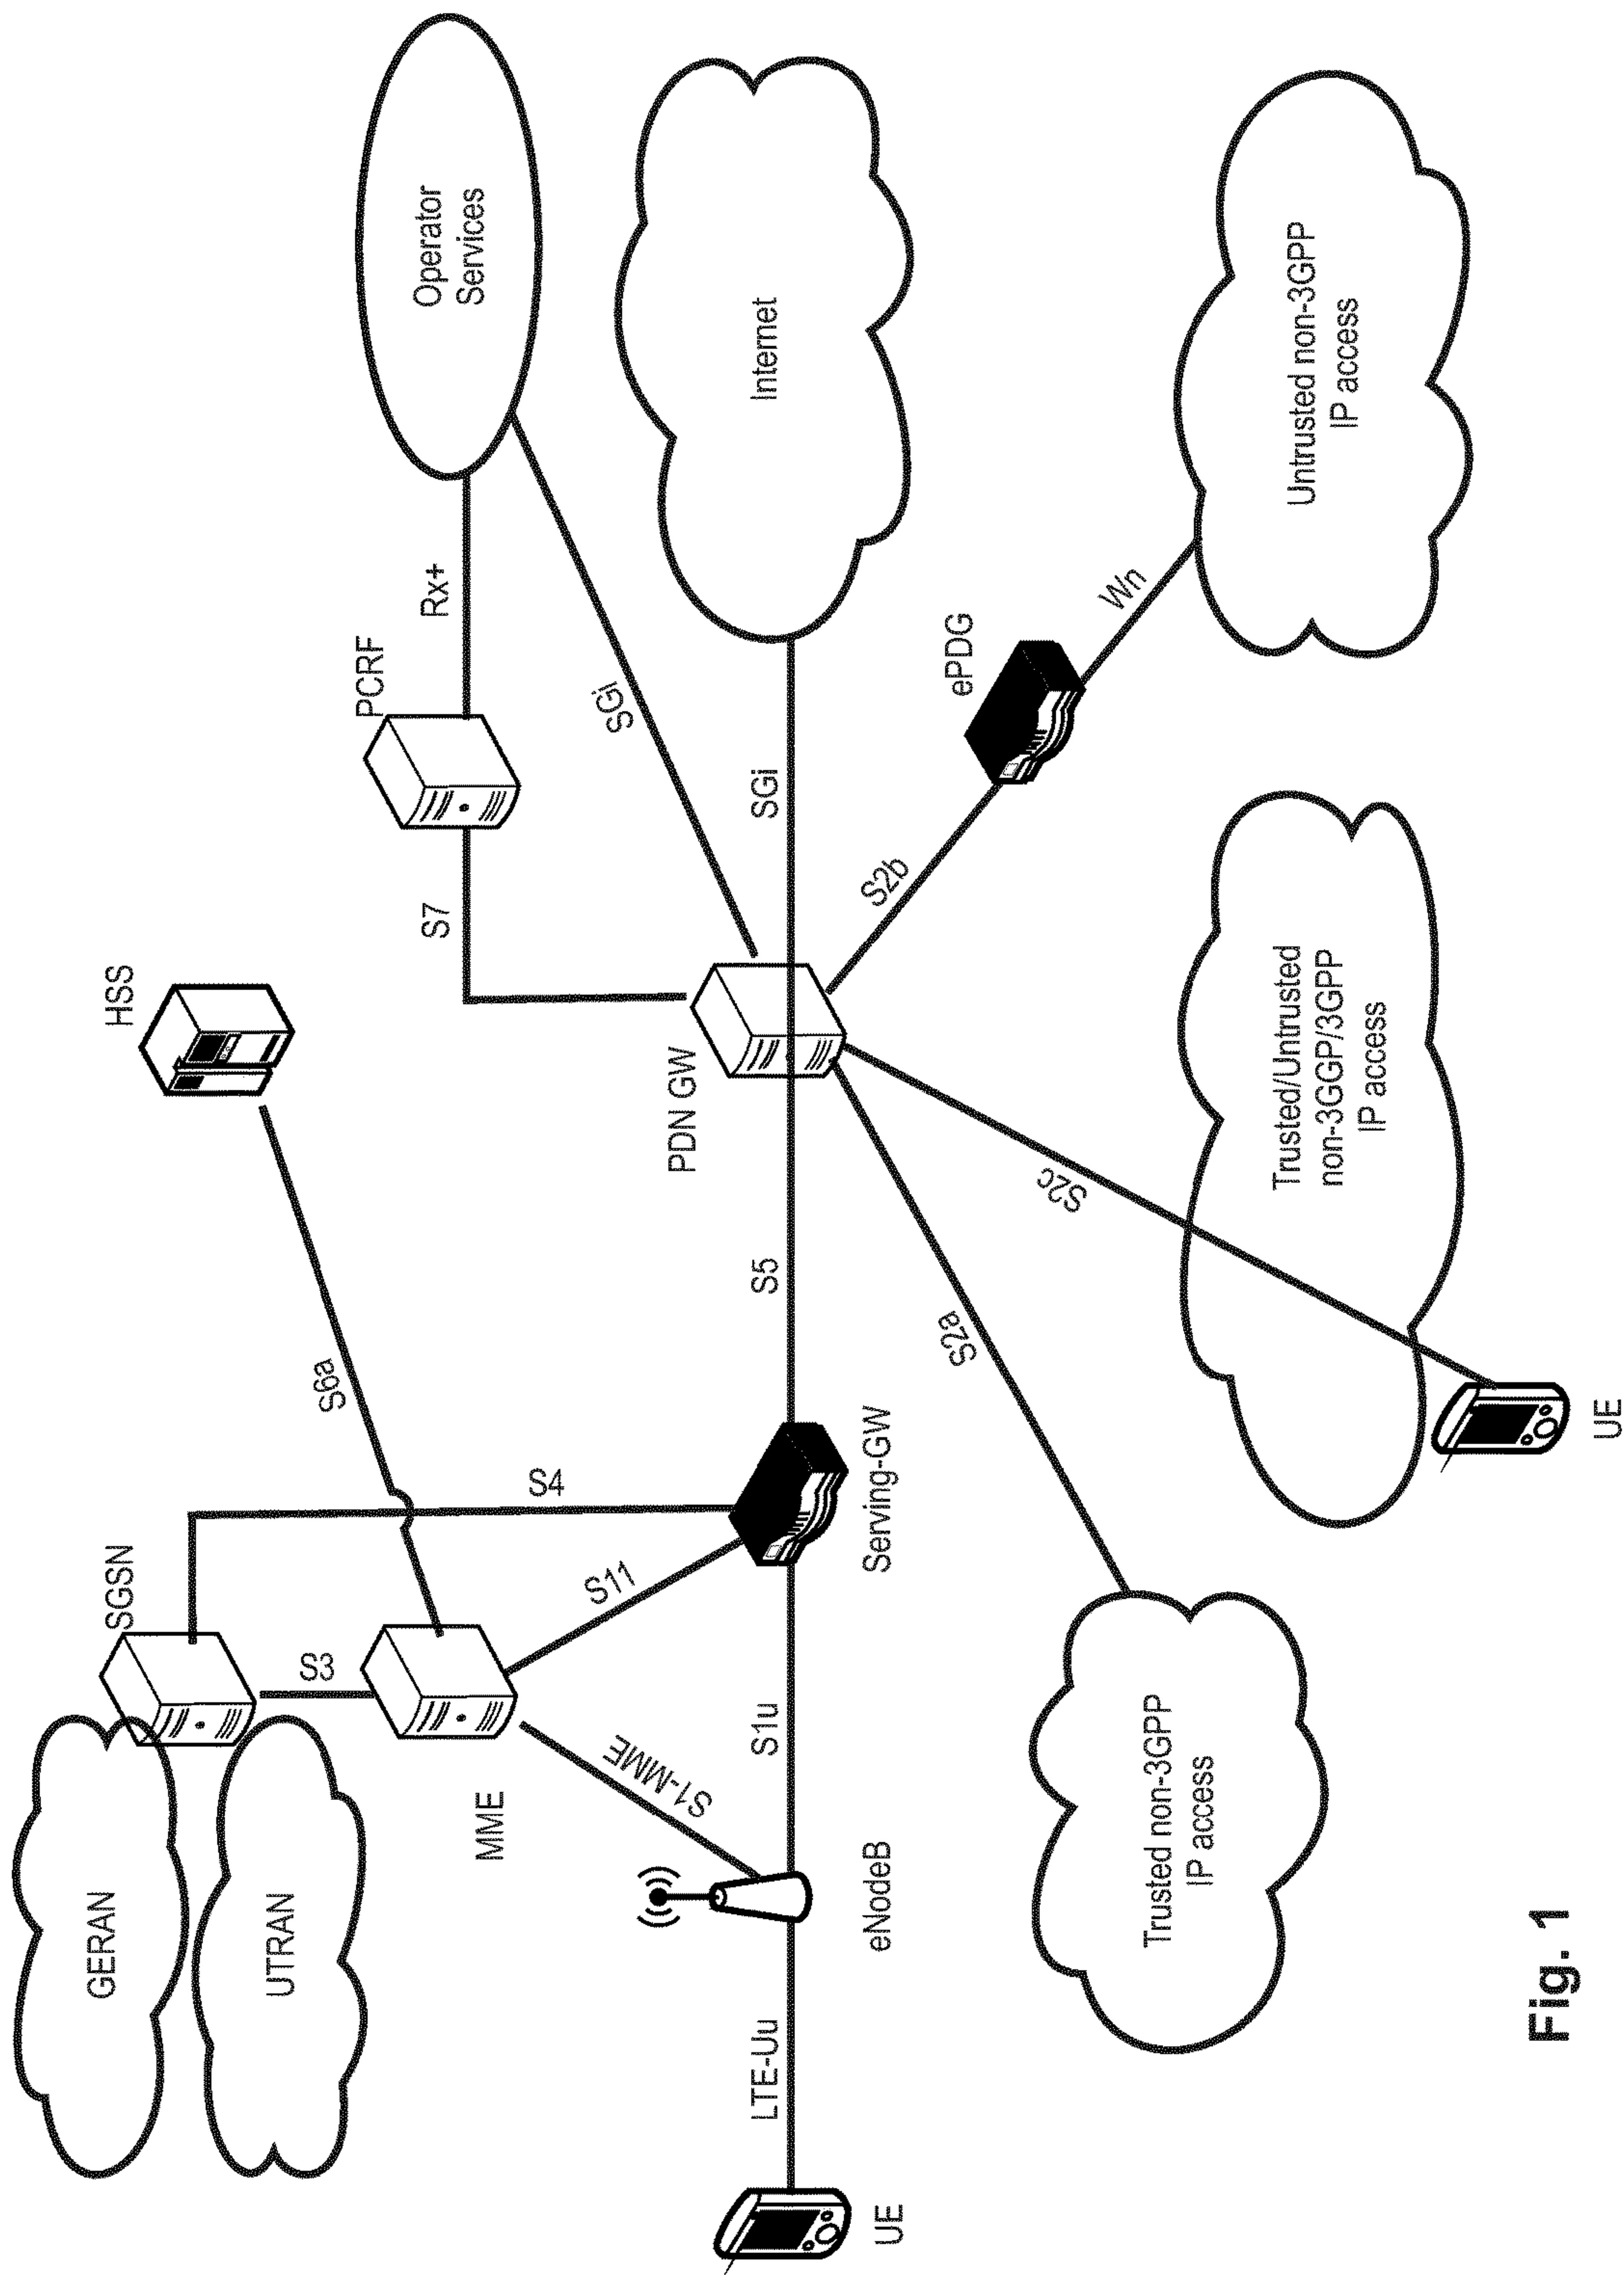 GERAN
UTRAN
SGSN
HSS
S3
S6a
S4
MME
S11
S1-MME
PCRF
S7
Rx+
Operator
Services
SGi
LTE-Uu
S1u
S5
SGi
Internet
PDN GW
UE
eNodeB
Serving-GW
S2a
S2c
S2b
ePDG
Wn
Trusted non-3GPP
IP access
Trusted/Untrusted
non-3GGP/3GPP
IP access
Untrusted non-3GPP
IP access
UE
Fig. 1